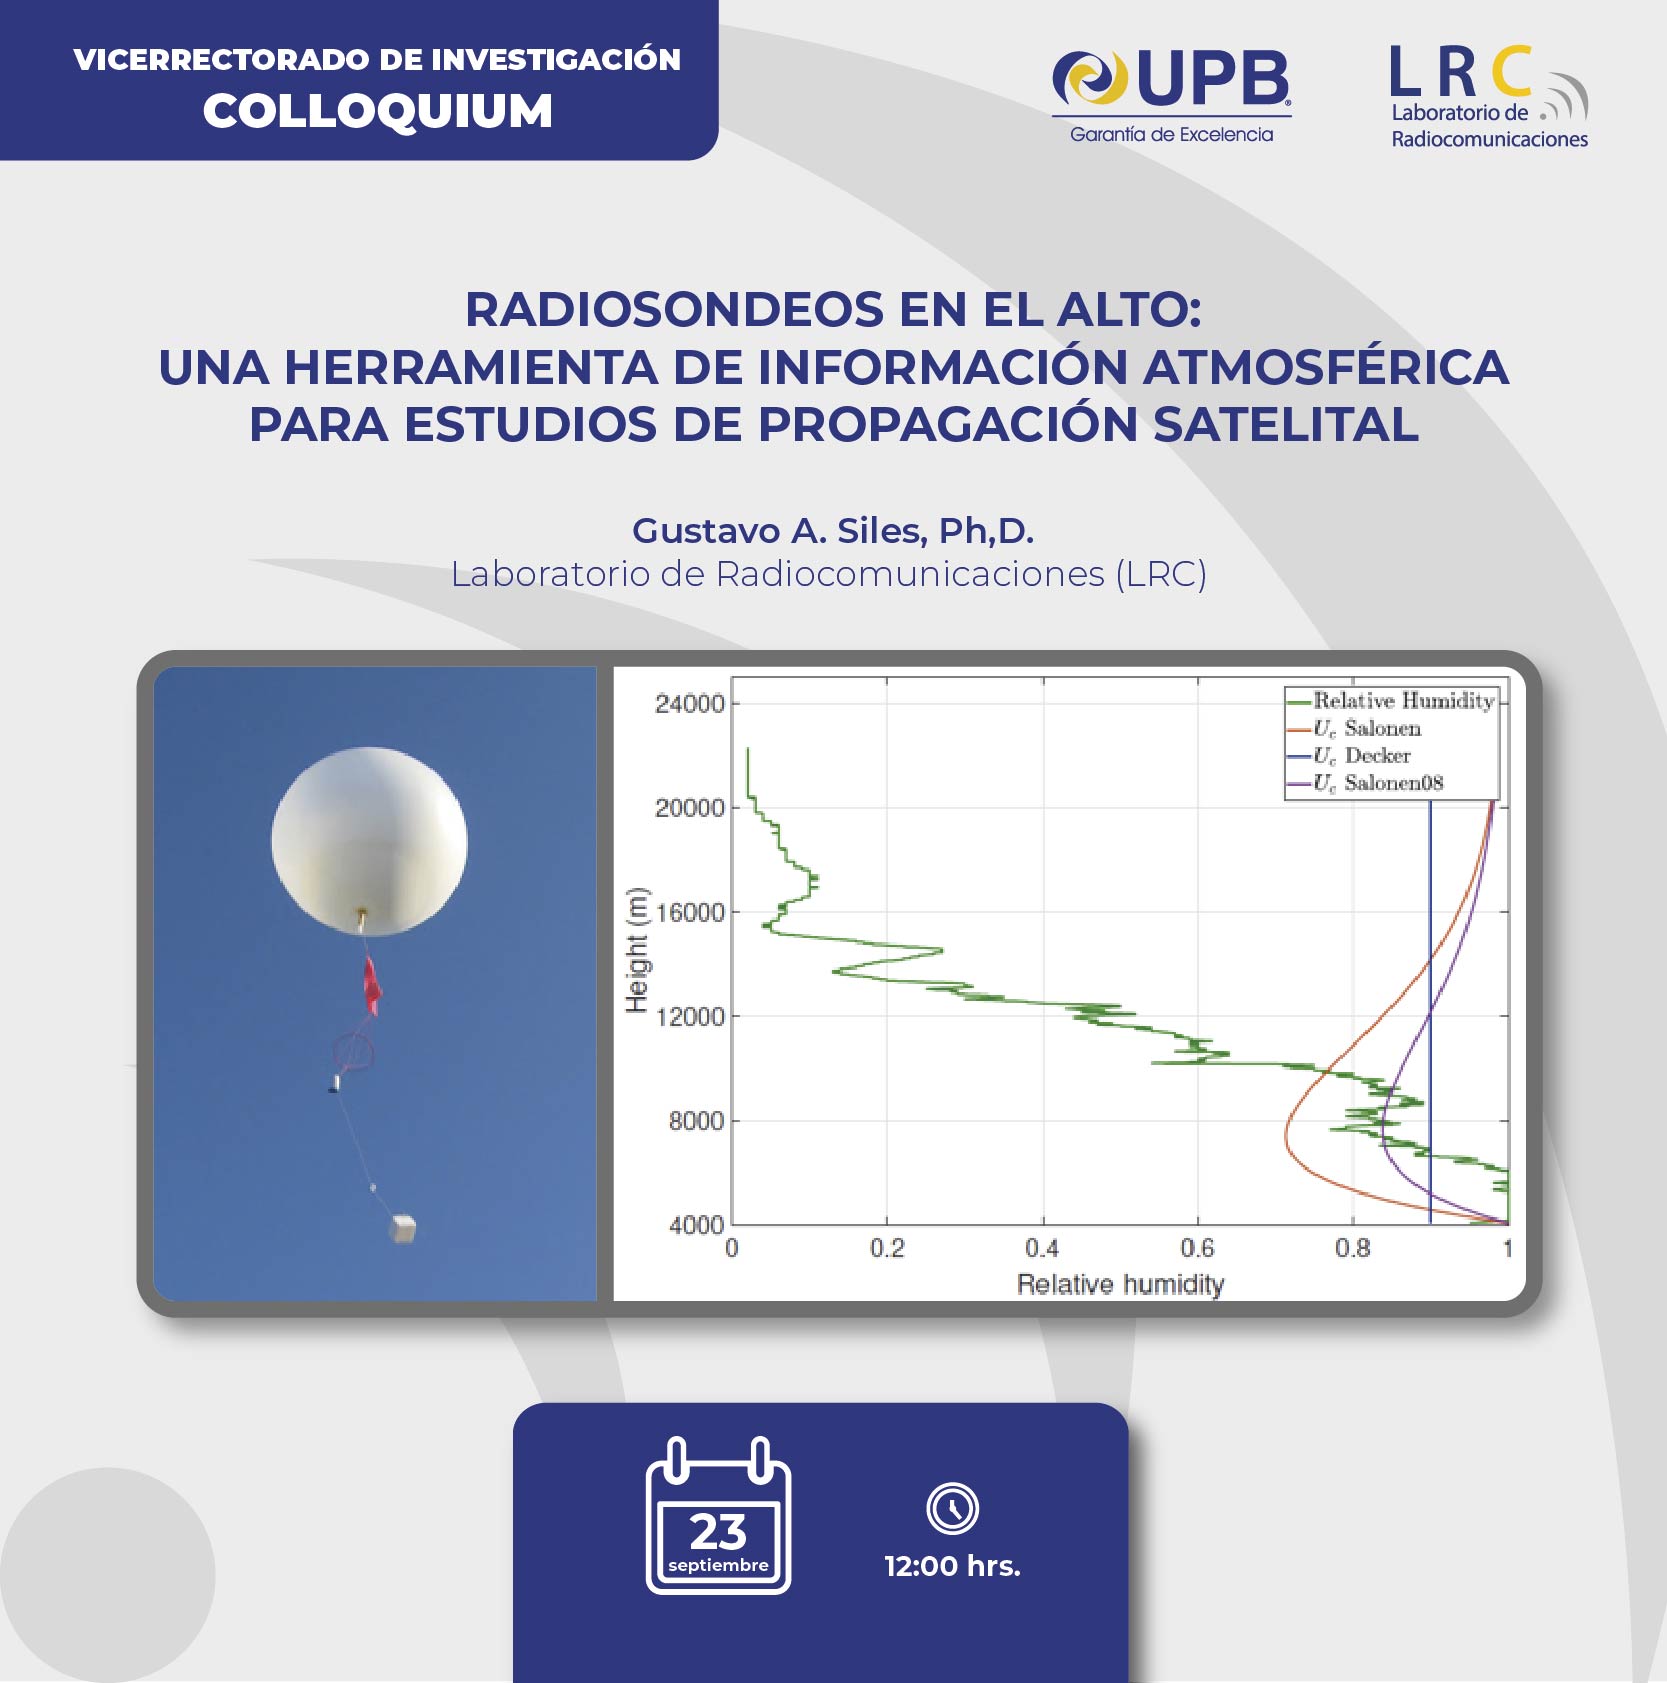 VICERRECTORADO DE INVESTIGACIÓN
COLLOQUIUM
UPB
Garantía de Excelencia
LRC
Laboratorio de
Radiocomunicaciones
RADIOSONDEOS EN EL ALTO:
UNA HERRAMIENTA DE INFORMACIÓN ATMOSFÉRICA
PARA ESTUDIOS DE PROPAGACIÓN SATELITAL
Gustavo A. Siles, Ph,D.
Laboratorio de Radiocomunicaciones (LRC)
Relative Humidity
Uc Salonen
Uc Decker
Uc Salonen08
24000
20000
16000
12000
8000
4000
Height (m)
0 0.2 0.4 0.6 0.8 1
Relative humidity
23
septiembre
12:00 hrs.